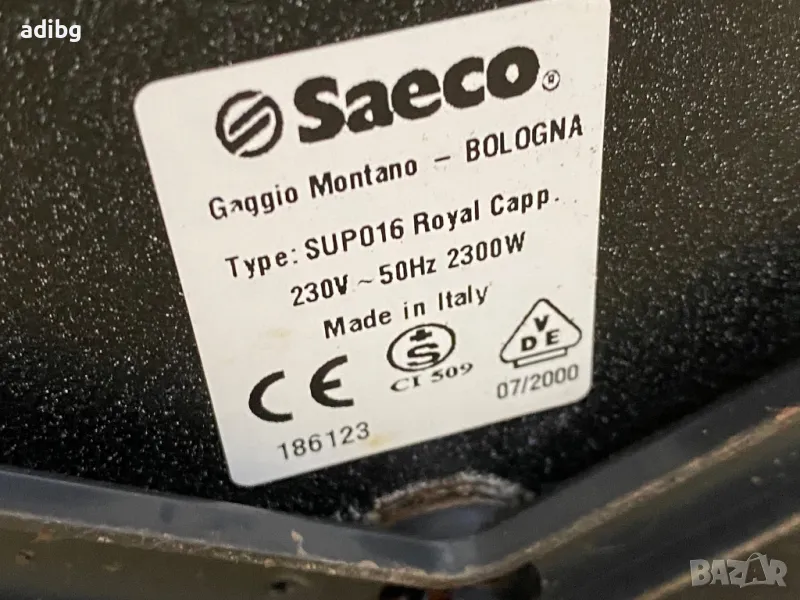 adibg
Saeco®
Gaggio Montano - BOLOGNA
Type: SUP016 Royal Capp.
230V ~ 50Hz 2300W
Made in Italy
CE
+S
VDE
CI 509
07/2000
186123
BAZAR